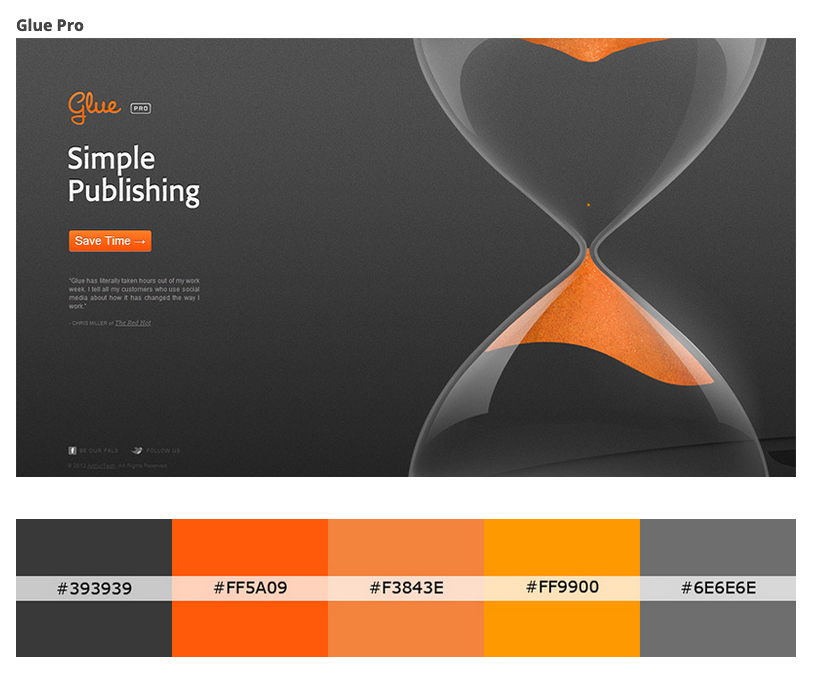 Glue Pro
Glue PRO
Simple
Publishing
Save Time →
"Glue has literally taken hours out of my work
week. I tell all my customers who use social
media about how it has changed the way I
work."
- CHRIS MILLER of The Red Hot
BE OUR PALS FOLLOW US
© 2012 All Rights Reserved.
#393939 #FF5A09 #F3843E #FF9900 #6E6E6E